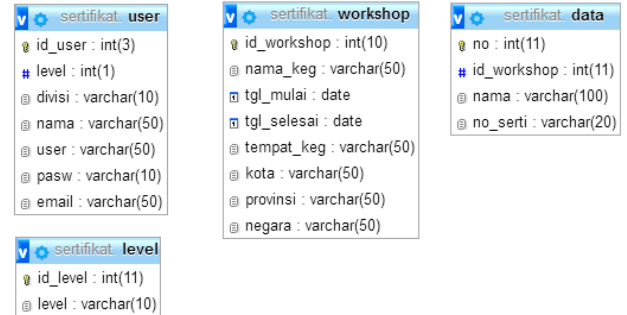 sertifikat. user
id_user : int(3)
level : int(1)
divisi : varchar(10)
nama : varchar(50)
user : varchar(50)
pasw : varchar(10)
email : varchar(50)
sertifikat. workshop
id_workshop : int(10)
nama_keg : varchar(50)
tgl_mulai : date
tgl_selesai : date
tempat_keg : varchar(50)
kota : varchar(50)
provinsi : varchar(50)
negara : varchar(50)
sertifikat. data
no : int(11)
id_workshop : int(11)
nama : varchar(100)
no_serti : varchar(20)
sertifikat. level
id_level : int(11)
level : varchar(10)